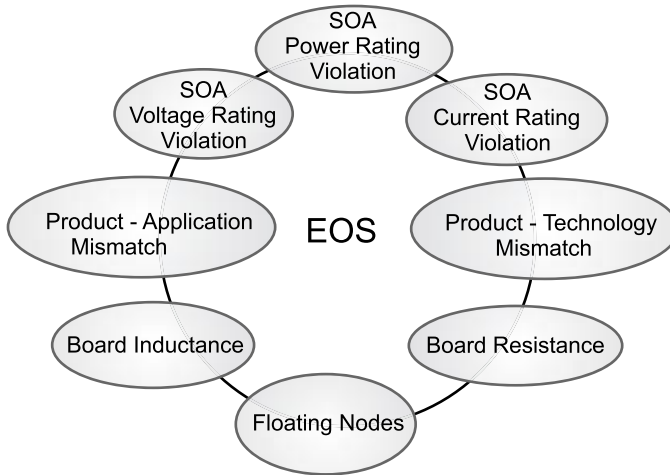 SOA
Power Rating
Violation
SOA
Voltage Rating
Violation
SOA
Current Rating
Violation
Product - Application
Mismatch
EOS
Product - Technology
Mismatch
Board Inductance
Board Resistance
Floating Nodes